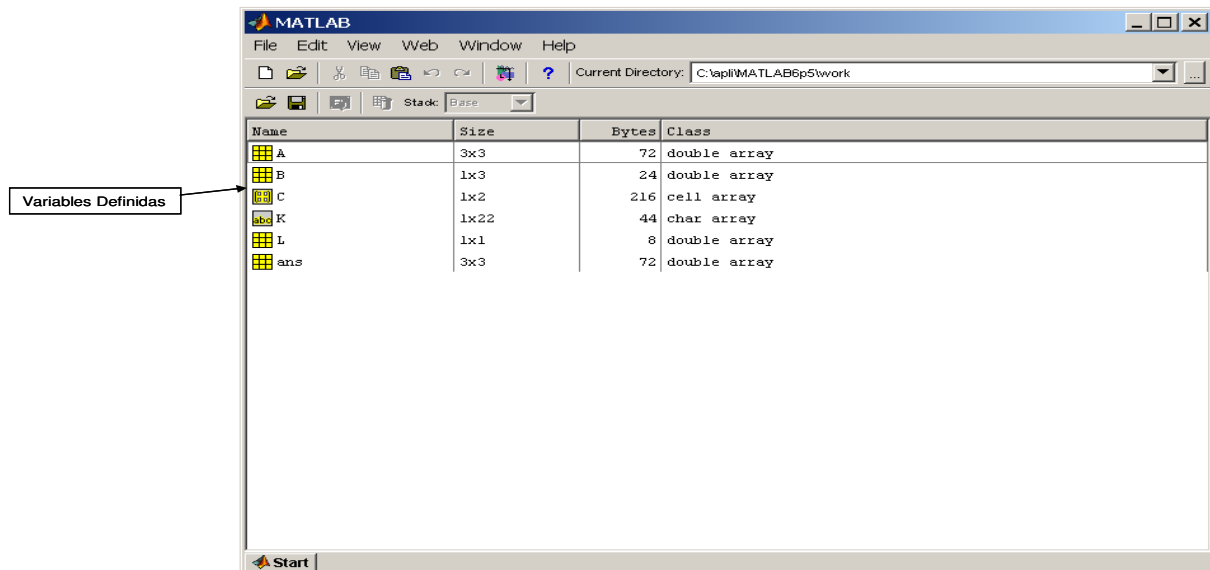 MATLAB
File Edit View Web Window Help
? Current Directory: C:\apli\MATLAB6p5\work ...
Stack: Base
Name Size Bytes Class
A 3x3 72 double array
B 1x3 24 double array
Variables Definidas
C 1x2 216 cell array
abc K 1x22 44 char array
L 1x1 8 double array
ans 3x3 72 double array
Start